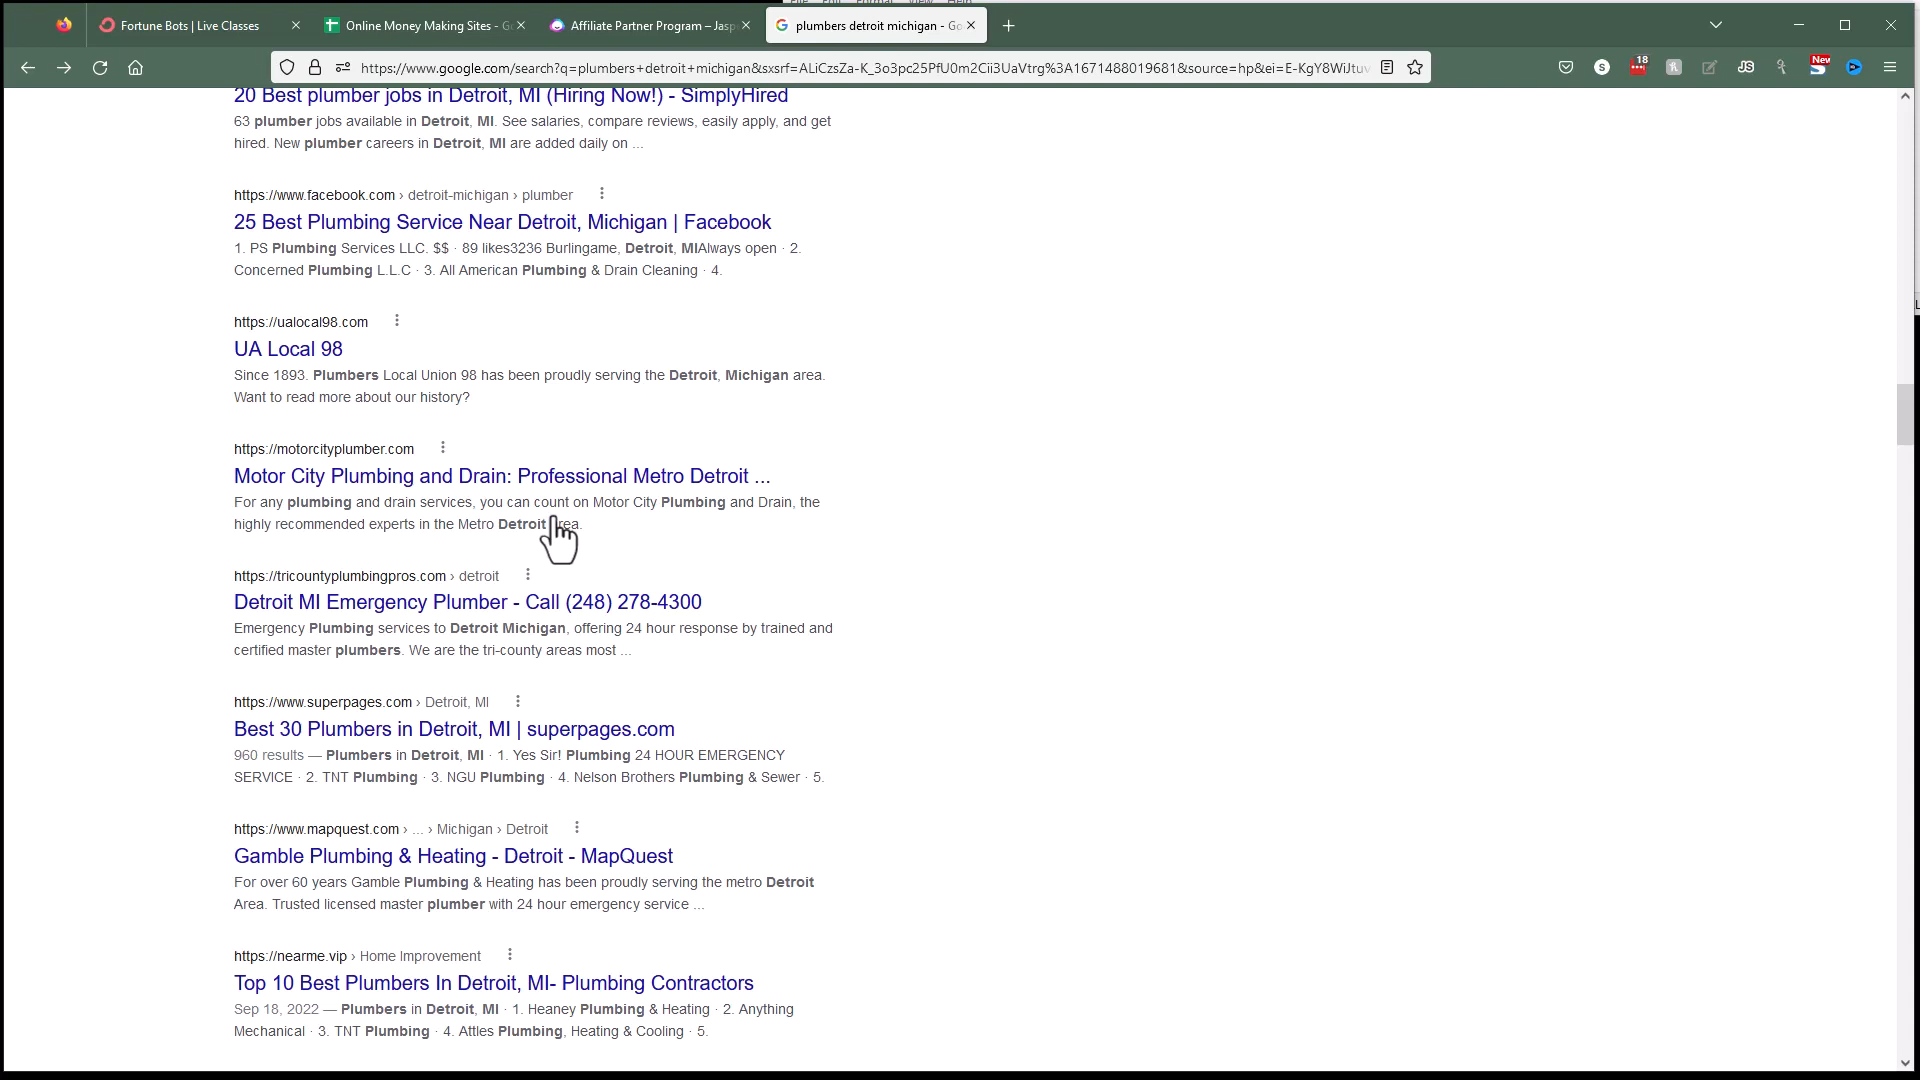 Fortune Bots | Live Classes
Online Money Making Sites - Go
Affiliate Partner Program – Jasp
plumbers detroit michigan - Go
https://www.google.com/search?q=plumbers+detroit+michigan&sxsrf=ALiCzsZa-K_3o3pc25PfU0m2Cii3UaVtrg%3A1671488019681&source=hp&ei=E-KgY8WiJtuv
18
JS
New
20 Best plumber jobs in Detroit, MI (Hiring Now!) - SimplyHired
63 plumber jobs available in Detroit, MI. See salaries, compare reviews, easily apply, and get
hired. New plumber careers in Detroit, MI are added daily on ...
https://www.facebook.com › detroit-michigan › plumber
25 Best Plumbing Service Near Detroit, Michigan | Facebook
1. PS Plumbing Services LLC. $$ · 89 likes3236 Burlingame, Detroit, MIAlways open · 2.
Concerned Plumbing L.L.C · 3. All American Plumbing & Drain Cleaning · 4.
https://ualocal98.com
UA Local 98
Since 1893. Plumbers Local Union 98 has been proudly serving the Detroit, Michigan area.
Want to read more about our history?
https://motorcityplumber.com
Motor City Plumbing and Drain: Professional Metro Detroit ...
For any plumbing and drain services, you can count on Motor City Plumbing and Drain, the
highly recommended experts in the Metro Detroit area.
https://tricountyplumbingpros.com › detroit
Detroit MI Emergency Plumber - Call (248) 278-4300
Emergency Plumbing services to Detroit Michigan, offering 24 hour response by trained and
certified master plumbers. We are the tri-county areas most ...
https://www.superpages.com › Detroit, MI
Best 30 Plumbers in Detroit, MI | superpages.com
960 results — Plumbers in Detroit, MI · 1. Yes Sir! Plumbing 24 HOUR EMERGENCY
SERVICE · 2. TNT Plumbing · 3. NGU Plumbing · 4. Nelson Brothers Plumbing & Sewer · 5.
https://www.mapquest.com › ... › Michigan › Detroit
Gamble Plumbing & Heating - Detroit - MapQuest
For over 60 years Gamble Plumbing & Heating has been proudly serving the metro Detroit
Area. Trusted licensed master plumber with 24 hour emergency service ...
https://nearme.vip › Home Improvement
Top 10 Best Plumbers In Detroit, MI- Plumbing Contractors
Sep 18, 2022 — Plumbers in Detroit, MI · 1. Heaney Plumbing & Heating · 2. Anything
Mechanical · 3. TNT Plumbing · 4. Attles Plumbing, Heating & Cooling · 5.